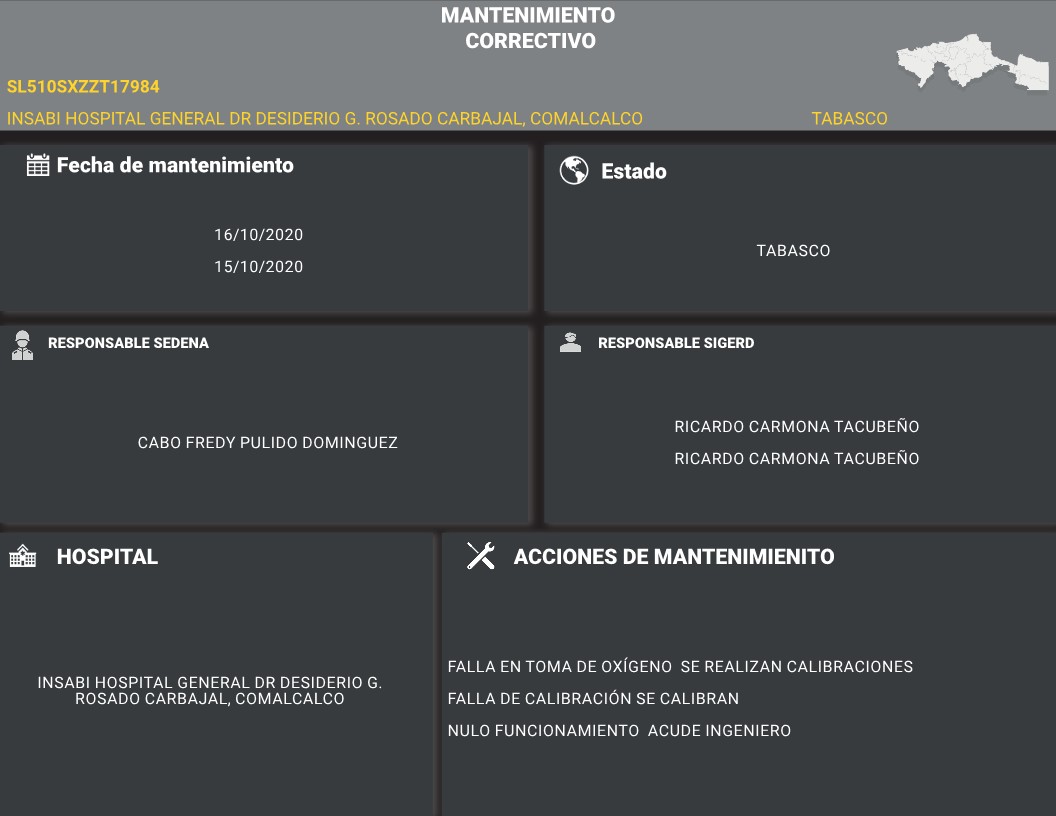 MANTENIMIENTO
CORRECTIVO
SL510SXZZT17984
INSABI HOSPITAL GENERAL DR DESIDERIO G. ROSADO CARBAJAL, COMALCALCO
TABASCO
Fecha de mantenimiento
16/10/2020
15/10/2020
Estado
TABASCO
RESPONSABLE SEDENA
CABO FREDY PULIDO DOMINGUEZ
RESPONSABLE SIGERD
RICARDO CARMONA TACUBEÑO
RICARDO CARMONA TACUBEÑO
HOSPITAL
INSABI HOSPITAL GENERAL DR DESIDERIO G.
ROSADO CARBAJAL, COMALCALCO
ACCIONES DE MANTENIMIENITO
FALLA EN TOMA DE OXÍGENO  SE REALIZAN CALIBRACIONES
FALLA DE CALIBRACIÓN SE CALIBRAN
NULO FUNCIONAMIENTO  ACUDE INGENIERO